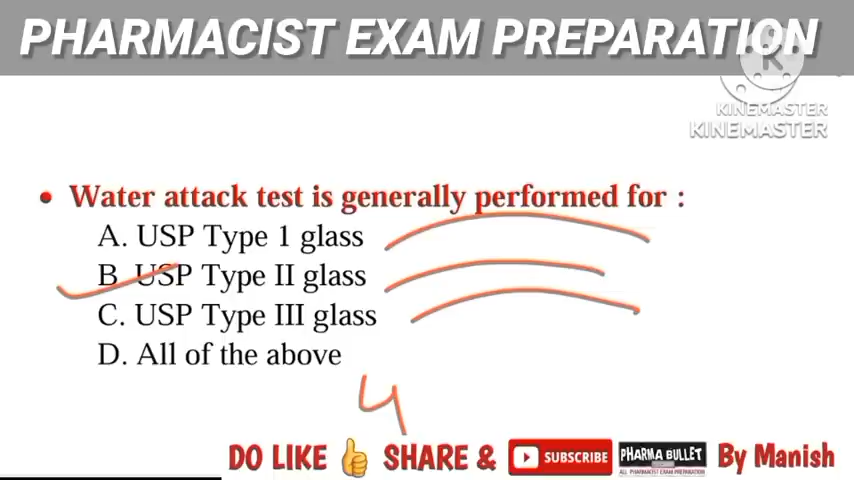 PHARMACIST EXAM PREPARATION
KINEMASTER
KINEMASTER
• Water attack test is generally performed for :
A. USP Type 1 glass
B. USP Type II glass
C. USP Type III glass
D. All of the above
4
DO LIKE SHARE & SUBSCRIBE PHARMA BULLET By Manish
ALL PHARMACIST EXAM PREPARATION